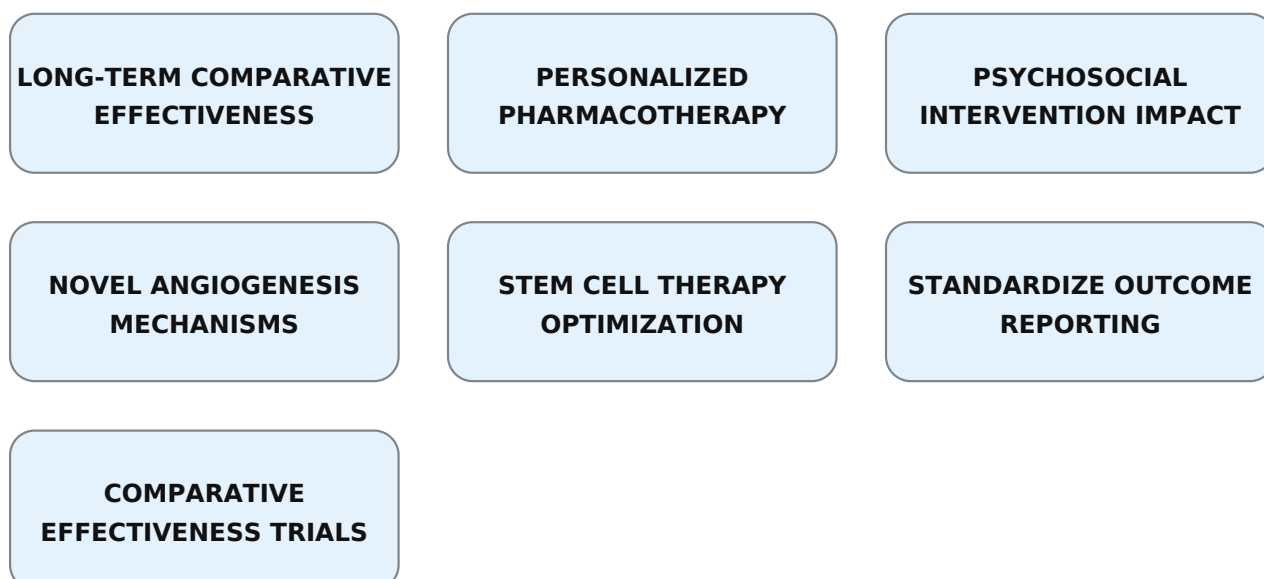 LONG-TERM COMPARATIVE
EFFECTIVENESS
PERSONALIZED
PHARMACOTHERAPY
PSYCHOSOCIAL
INTERVENTION IMPACT
NOVEL ANGIOGENESIS
MECHANISMS
STEM CELL THERAPY
OPTIMIZATION
STANDARDIZE OUTCOME
REPORTING
COMPARATIVE
EFFECTIVENESS TRIALS